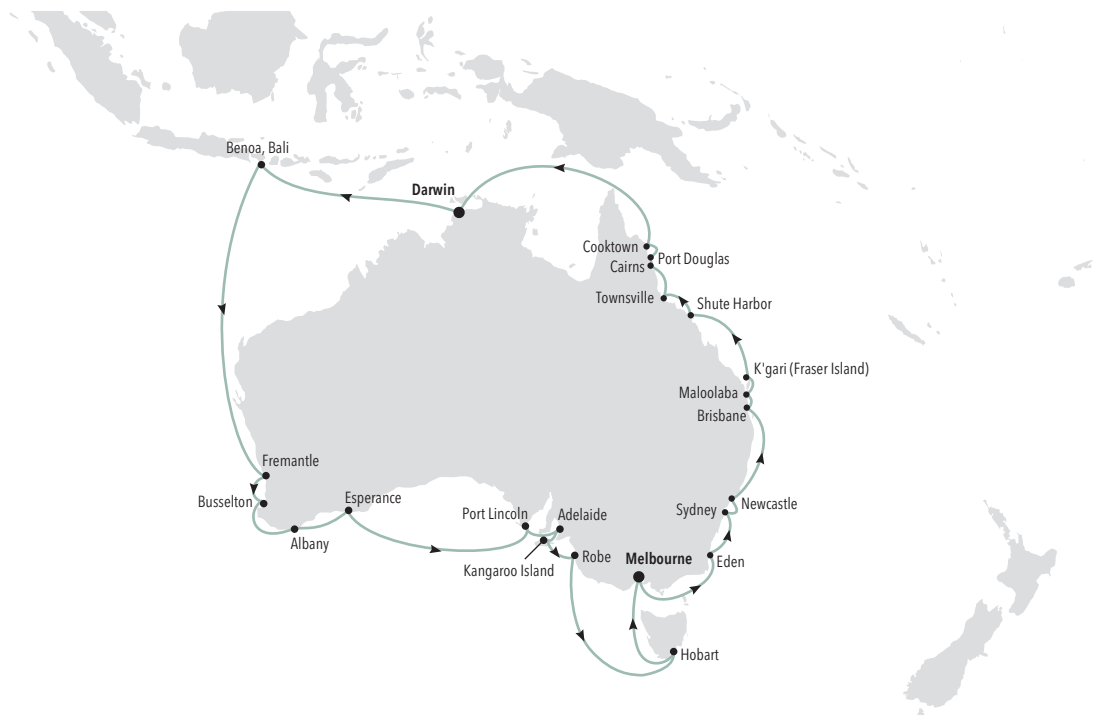 Benoa, Bali
Darwin
Cooktown
Port Douglas
Cairns
Townsville
Shute Harbor
K'gari (Fraser Island)
Maloolaba
Brisbane
Fremantle
Busselton
Esperance
Albany
Port Lincoln
Adelaide
Kangaroo Island
Robe
Melbourne
Sydney
Newcastle
Eden
Hobart